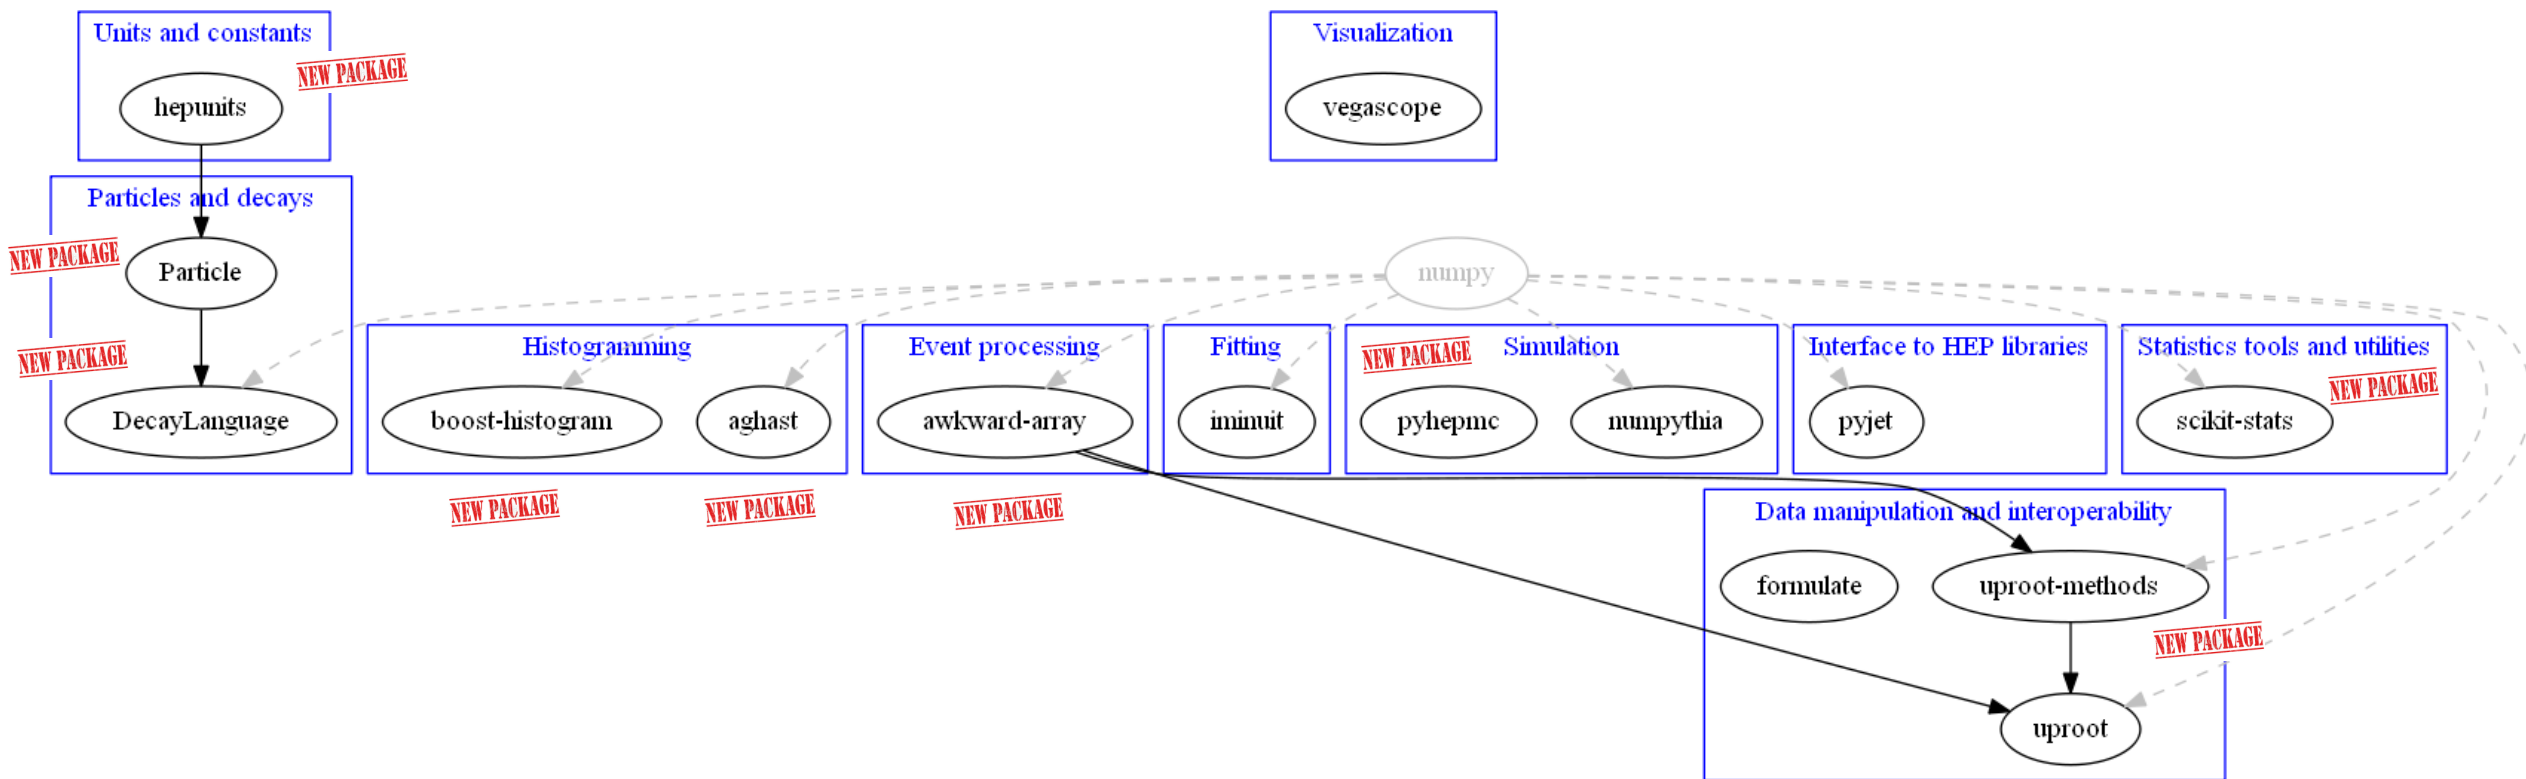 Units and constants
NEW PACKAGE
hepunits
Visualization
vegascope
Particles and decays
NEW PACKAGE
Particle
numpy
NEW PACKAGE
DecayLanguage
Histogramming
boost-histogram
aghast
NEW PACKAGE
NEW PACKAGE
Event processing
awkward-array
NEW PACKAGE
Fitting
iminuit
NEW PACKAGE
Simulation
pyhepmc
numpythia
Interface to HEP libraries
pyjet
Statistics tools and utilities
NEW PACKAGE
scikit-stats
Data manipulation and interoperability
formulate
uproot-methods
NEW PACKAGE
uproot